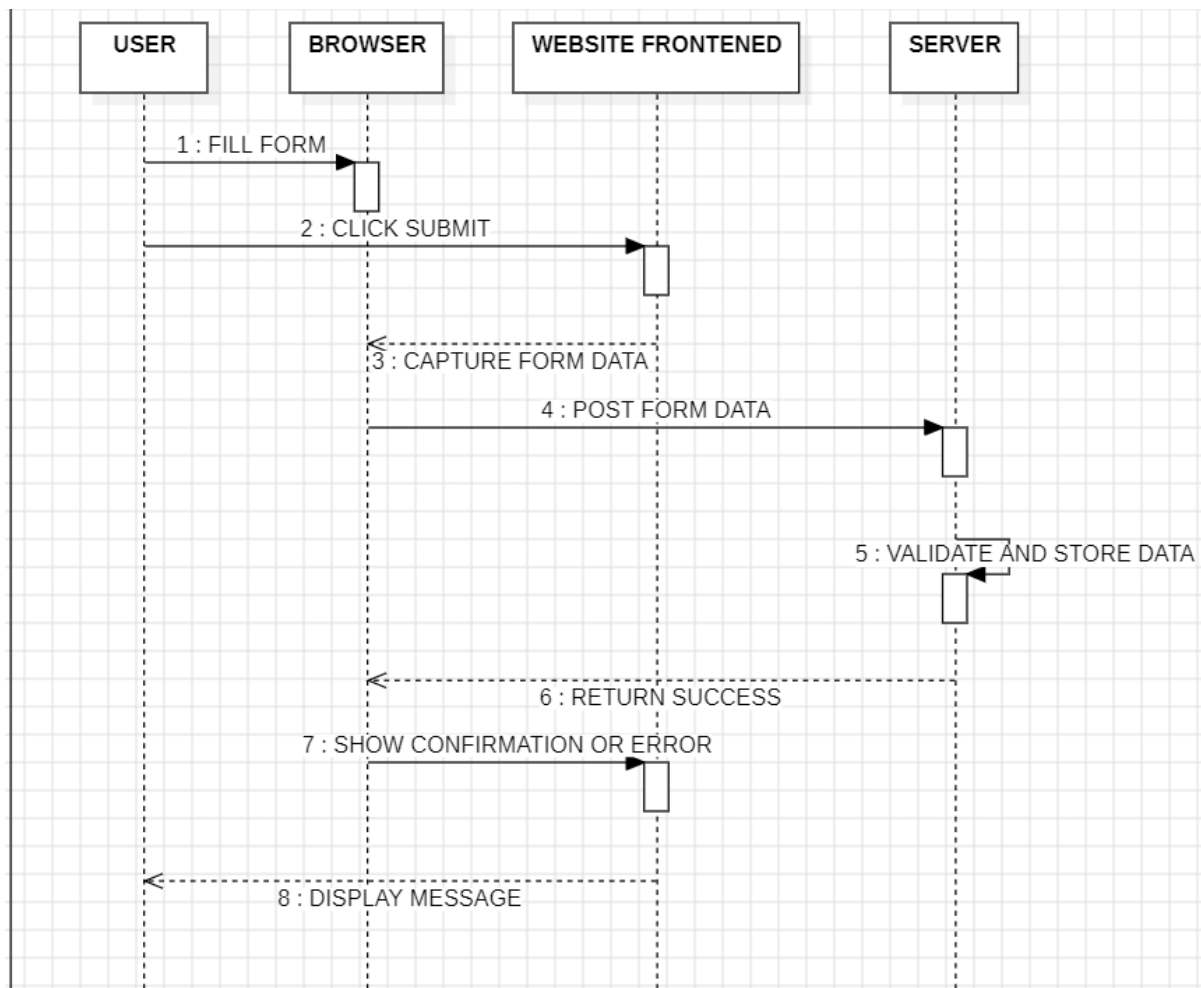 USER
BROWSER
WEBSITE FRONTENED
SERVER
1 : FILL FORM
2 : CLICK SUBMIT
3 : CAPTURE FORM DATA
4 : POST FORM DATA
5 : VALIDATE AND STORE DATA
6 : RETURN SUCCESS
7 : SHOW CONFIRMATION OR ERROR
8 : DISPLAY MESSAGE